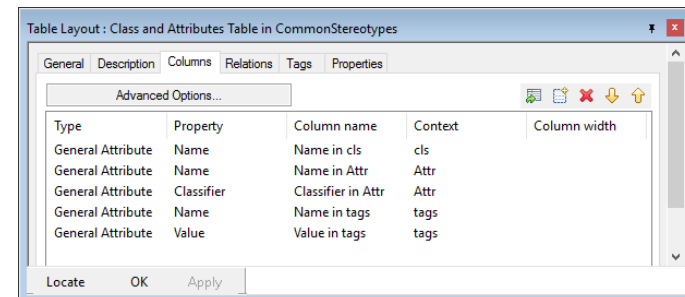 Table Layout : Class and Attributes Table in CommonStereotypes
General Description Columns Relations Tags Properties
Advanced Options...
Type Property Column name Context Column width
General Attribute Name Name in cls cls
General Attribute Name Name in Attr Attr
General Attribute Classifier Classifier in Attr Attr
General Attribute Name Name in tags tags
General Attribute Value Value in tags tags
Locate OK Apply